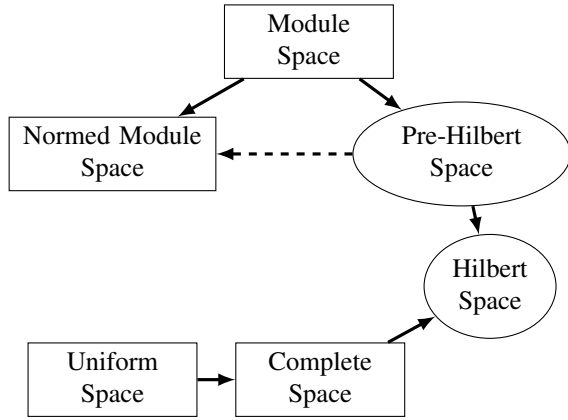 Module
Space
Normed Module
Space
Pre-Hilbert
Space
Hilbert
Space
Uniform
Space
Complete
Space